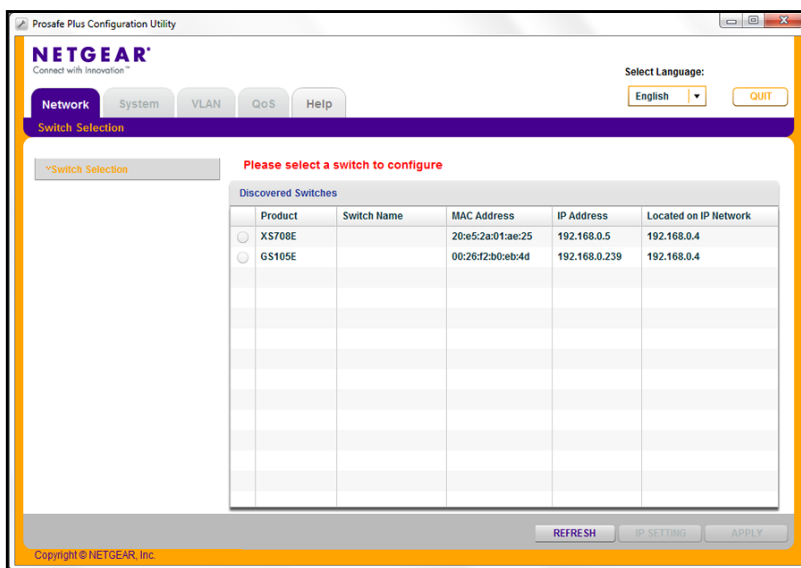 Prosafe Plus Configuration Utility
NETGEAR®
Connect with Innovation™
Select Language:
English
QUIT
Network System VLAN QoS Help
Switch Selection
Switch Selection
Please select a switch to configure
Discovered Switches
Product Switch Name MAC Address IP Address Located on IP Network
XS708E 20:e5:2a:01:ae:25 192.168.0.5 192.168.0.4
GS105E 00:26:f2:b0:eb:4d 192.168.0.239 192.168.0.4
REFRESH IP SETTING APPLY
Copyright © NETGEAR, Inc.